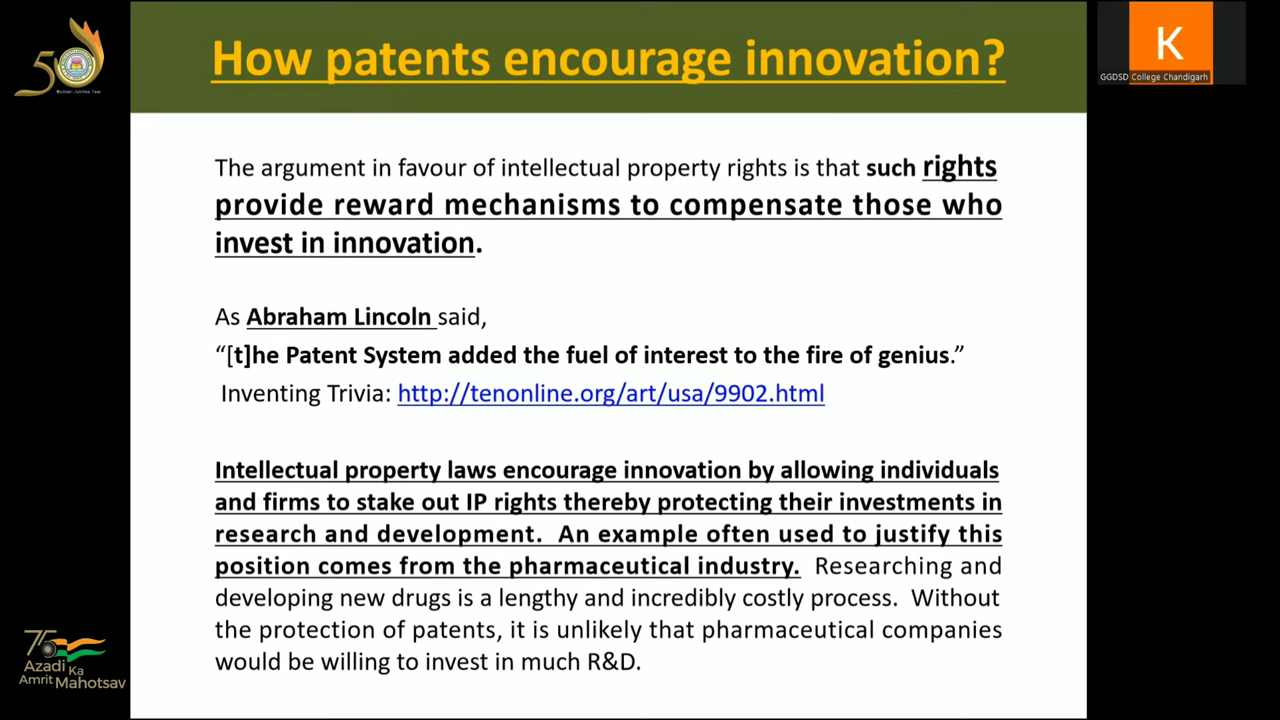 How patents encourage innovation?
The argument in favour of intellectual property rights is that such rights
provide reward mechanisms to compensate those who
invest in innovation.
As Abraham Lincoln said,
“[t]he Patent System added the fuel of interest to the fire of genius.”
Inventing Trivia: http://tenonline.org/art/usa/9902.html
Intellectual property laws encourage innovation by allowing individuals
and firms to stake out IP rights thereby protecting their investments in
research and development. An example often used to justify this
position comes from the pharmaceutical industry. Researching and
developing new drugs is a lengthy and incredibly costly process. Without
the protection of patents, it is unlikely that pharmaceutical companies
would be willing to invest in much R&D.
K
GGDSD College Chandigarh
50
Golden Jubilee Year
75
Azadi Ka
Amrit Mahotsav